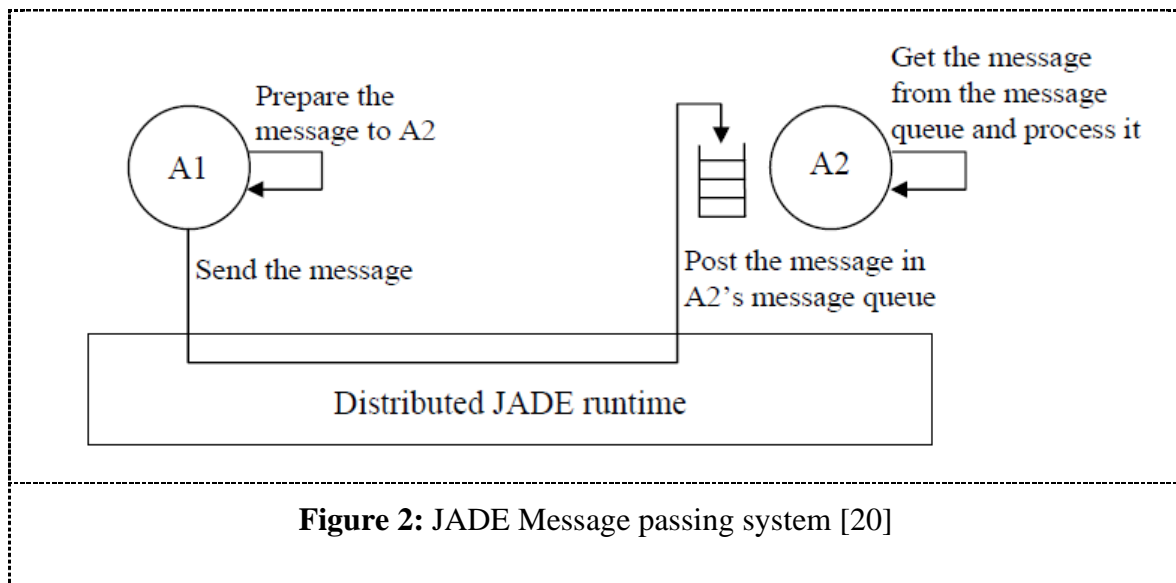 Prepare the
message to A2
A1
Send the message
Get the message
from the message
queue and process it
A2
Post the message in
A2’s message queue
Distributed JADE runtime
Figure 2: JADE Message passing system [20]